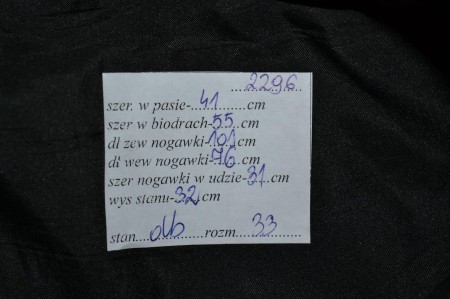 ...2296...
szer. w pasie-..41........cm
szer w biodrach-55..cm
dł zew nogawki-101.cm
dł wew nogawki-76.cm
szer nogawki w udzie-31.cm
wys stanu-32.cm
stan....db.......rozm....33......